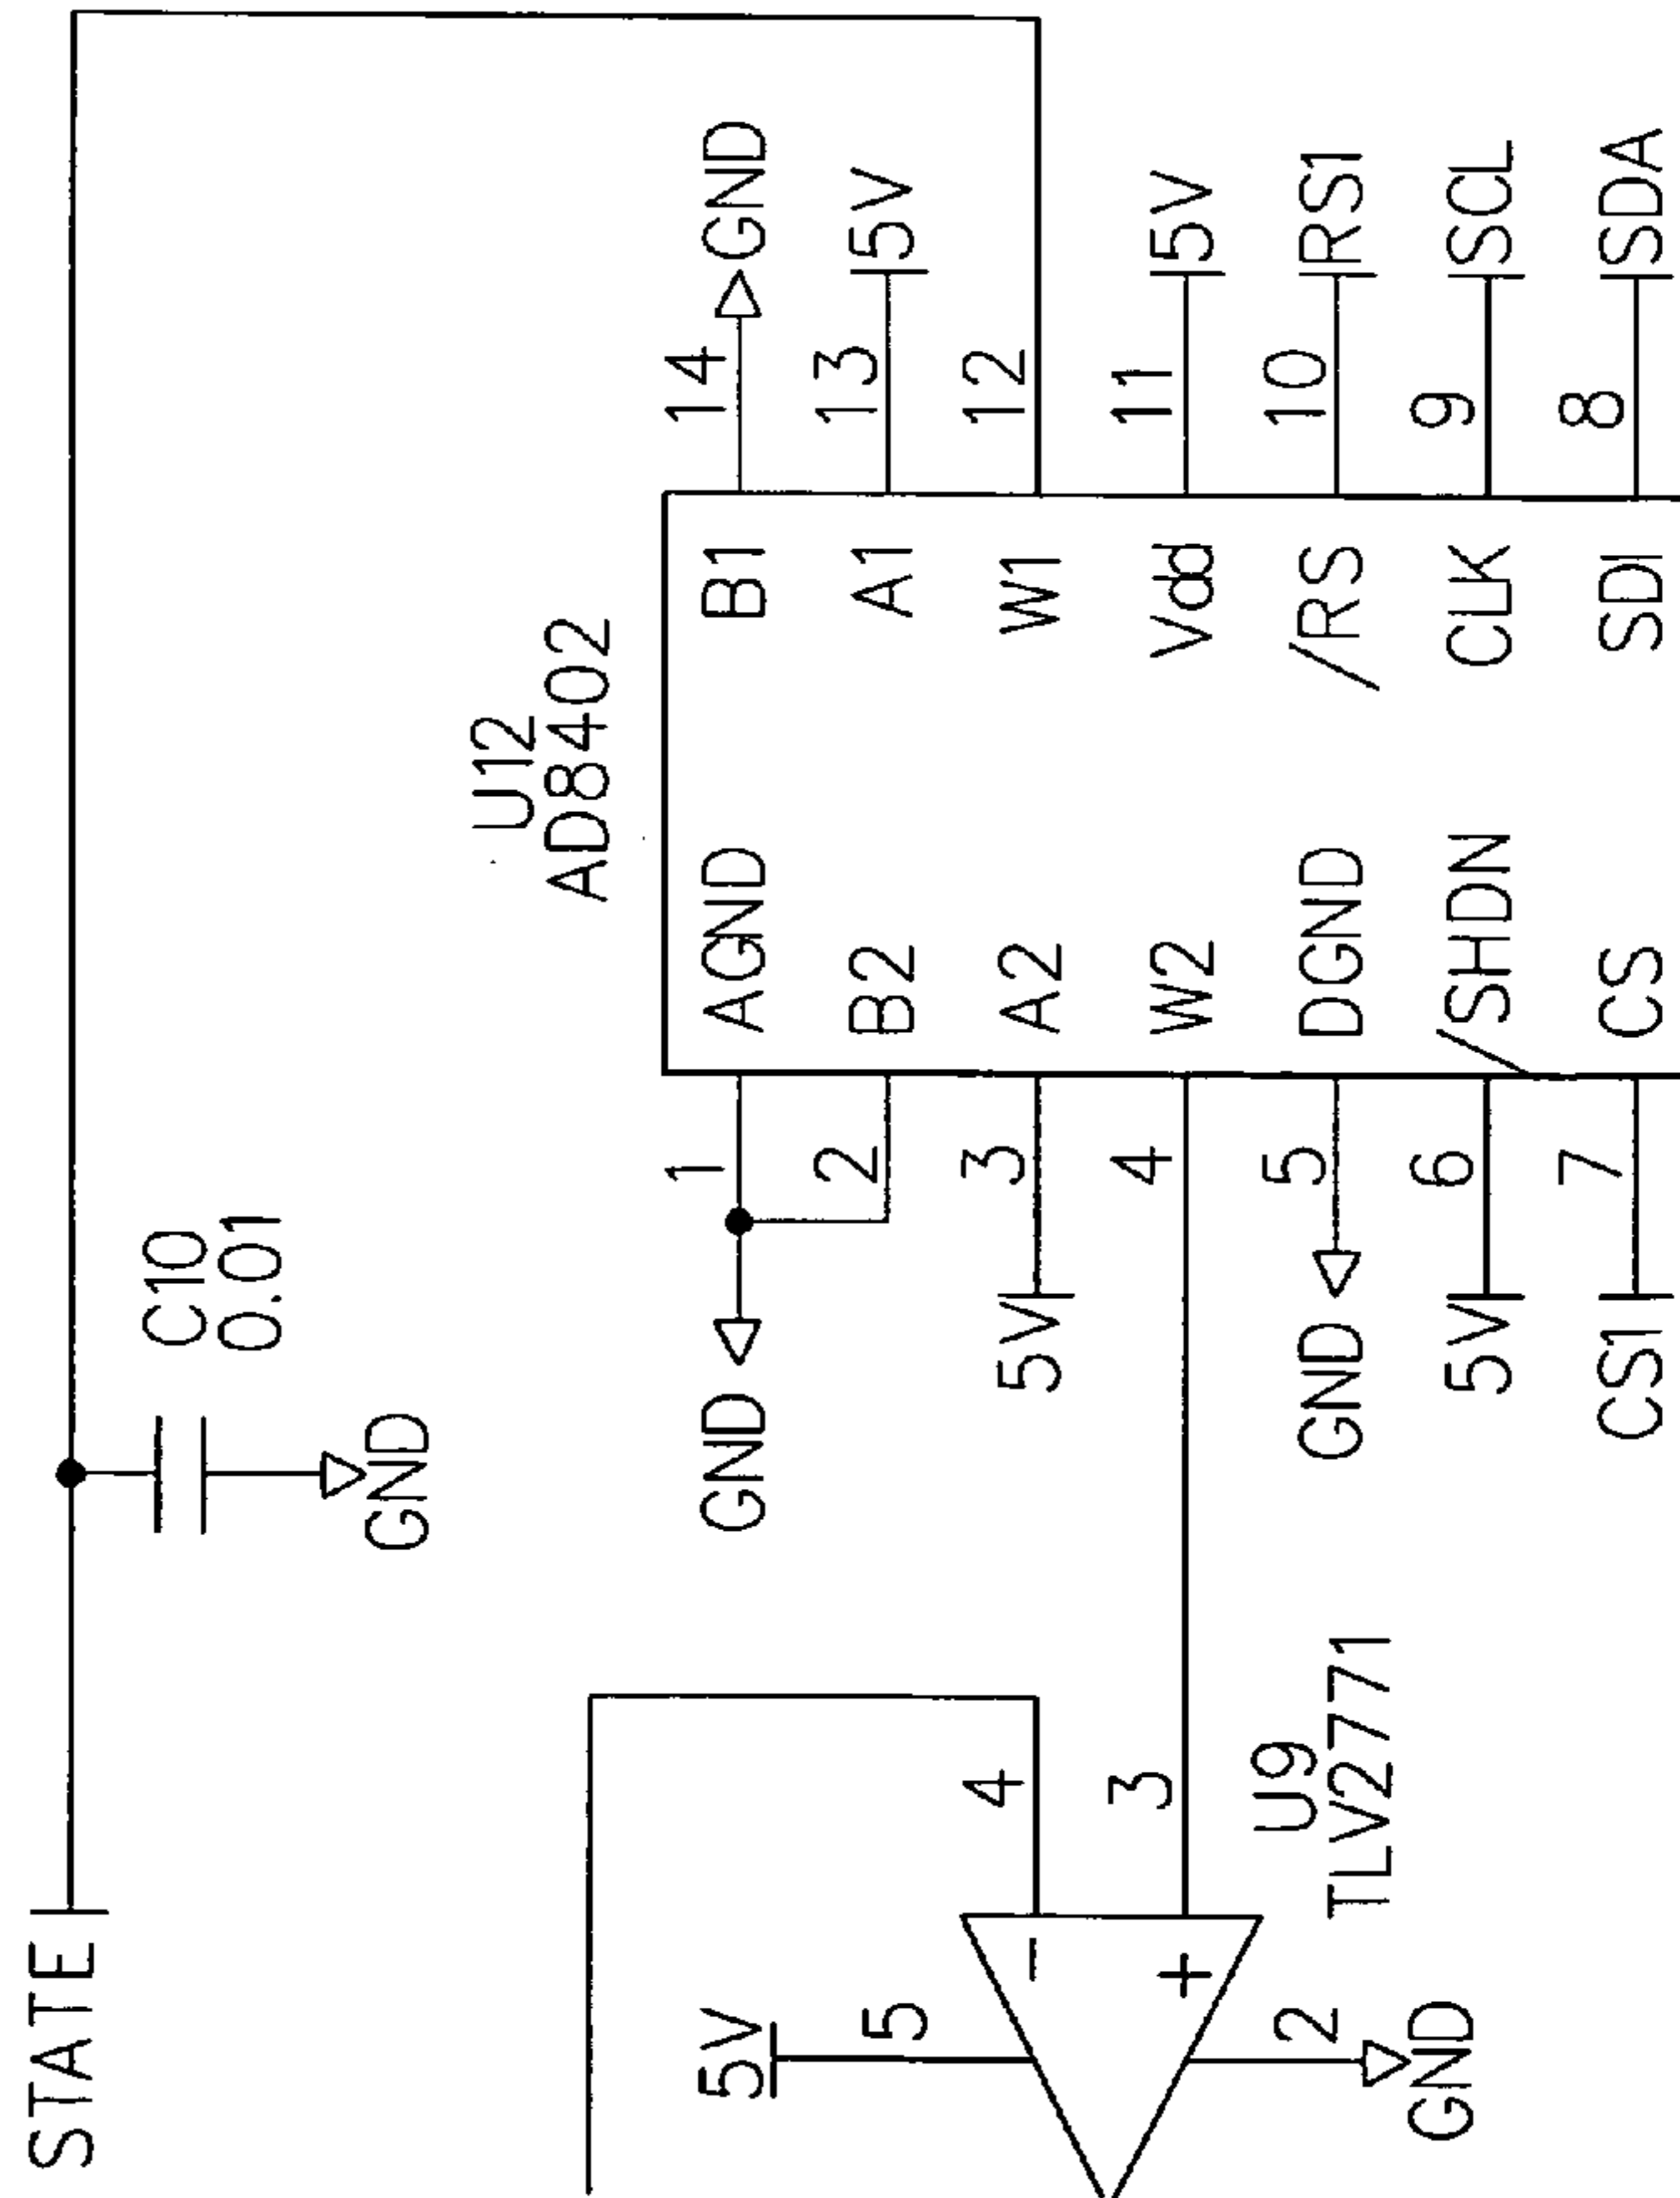 STATE
C10
0.01
GND
U12
AD8402
GND
1
AGND
B1
14
GND
2
B2
A1
13
5V
5V
3
A2
W1
12
4
W2
Vdd
11
5V
GND
5
DGND
/RS
10
RS1
5V
6
/SHDN
CLK
9
SCL
CS1
7
CS
SDI
8
SDA
5V
5
4
−
3
+
U9
TLV2771
2
GND